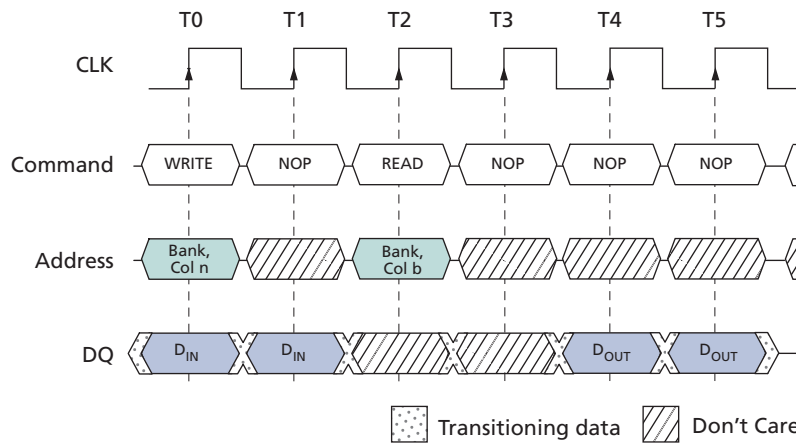 T0 T1 T2 T3 T4 T5
CLK
Command WRITE NOP READ NOP NOP NOP
Address Bank, Col n Bank, Col b
DQ DIN DIN DOUT DOUT
Transitioning data Don't Care